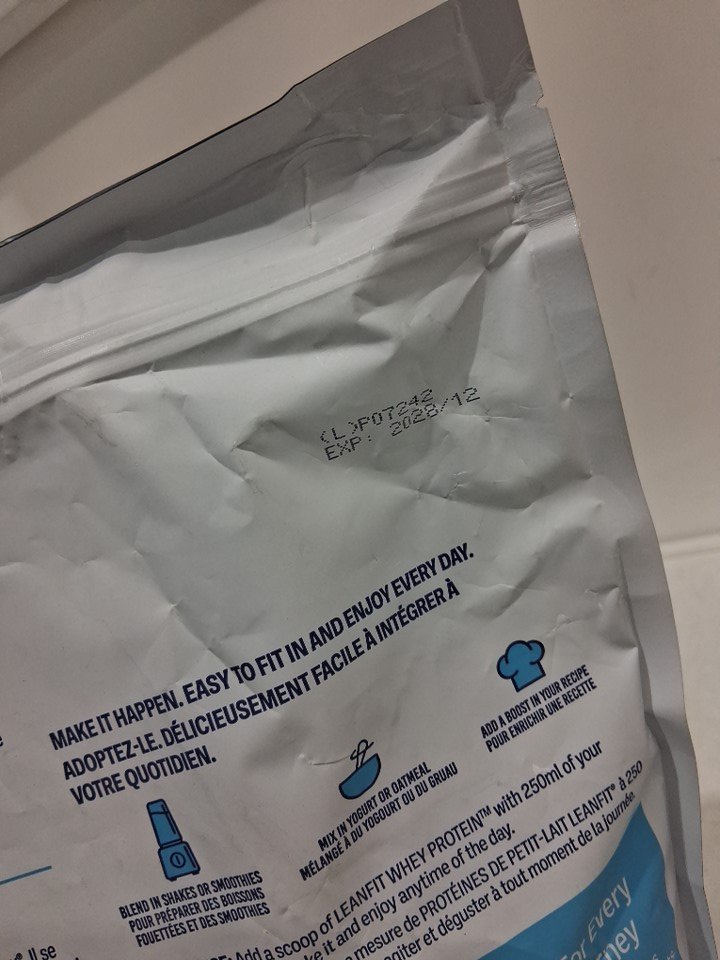 (L)P07242
EXP: 2028/12
MAKE IT HAPPEN. EASY TO FIT IN AND ENJOY EVERY DAY.
ADOPTEZ-LE. DÉLICIEUSEMENT FACILE À INTÉGRER À
VOTRE QUOTIDIEN.
BLEND IN SHAKES OR SMOOTHIES
POUR PRÉPARER DES BOISSONS
FOUETTÉES ET DES SMOOTHIES
MIX IN YOGURT OR OATMEAL
MÉLANGÉ À DU YOGOURT OU DU GRUAU
ADD A BOOST IN YOUR RECIPE
POUR ENRICHIR UNE RECETTE
Add a scoop of LEANFIT WHEY PROTEIN™ with 250ml of your
it and enjoy anytime of the day.
mesure de PROTÉINES DE PETIT-LAIT LEANFIT® à 250
agiter et déguster à tout moment de la journée.
Il se
For Every